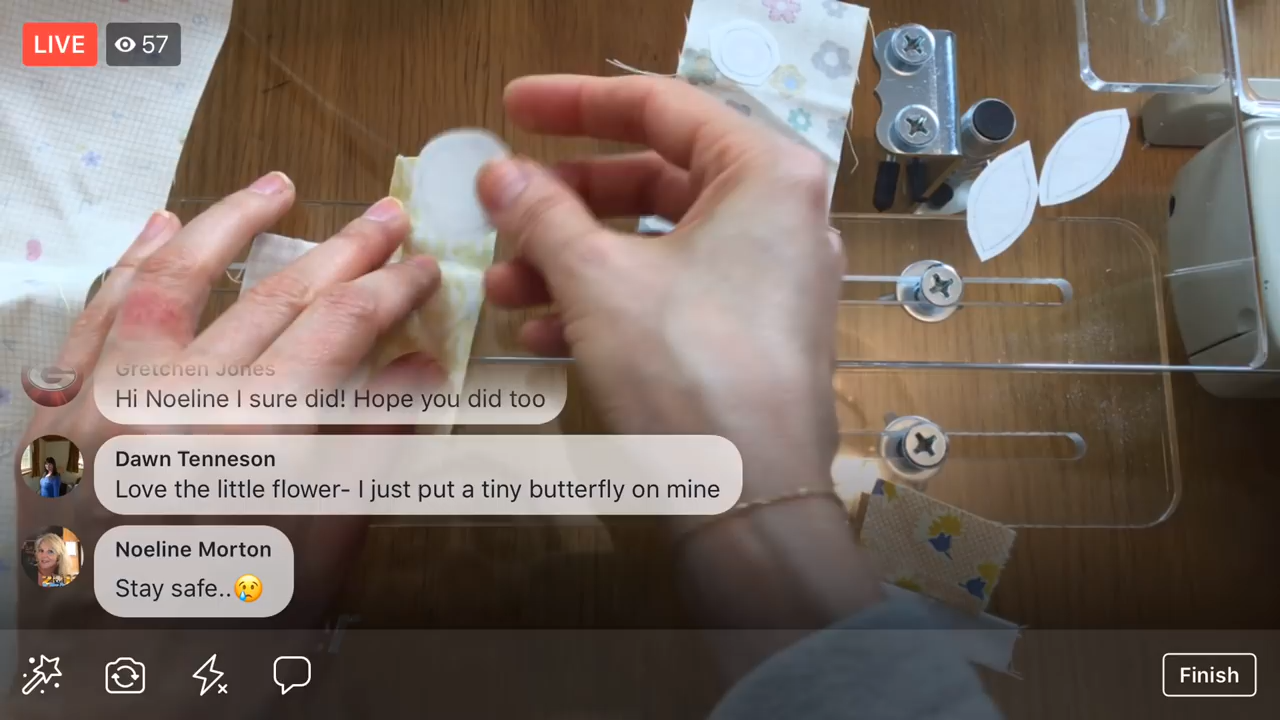 LIVE 57
Gretchen Jones
Hi Noeline I sure did! Hope you did too
Dawn Tenneson
Love the little flower- I just put a tiny butterfly on mine
Noeline Morton
Stay safe..😢
Finish